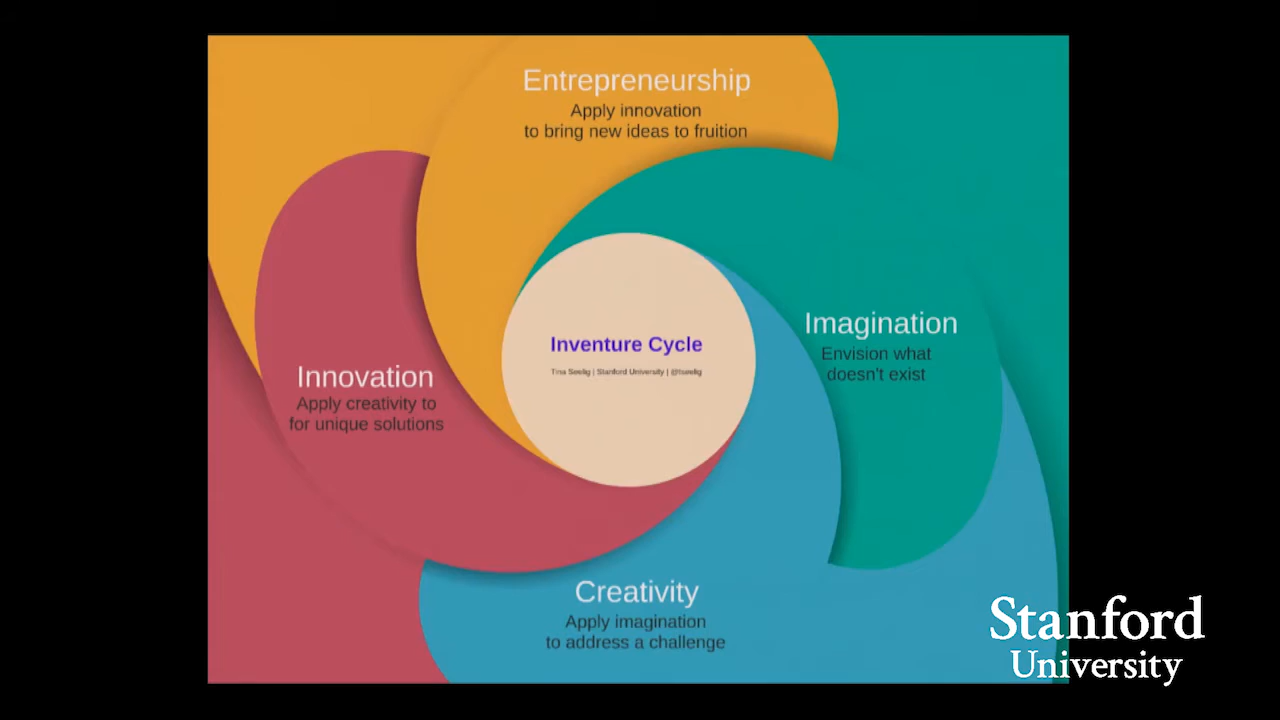 Entrepreneurship
Apply innovation
to bring new ideas to fruition
Imagination
Envision what
doesn't exist
Inventure Cycle
Tina Seelig | Stanford University | @tseelig
Innovation
Apply creativity to
for unique solutions
Creativity
Apply imagination
to address a challenge
Stanford
University